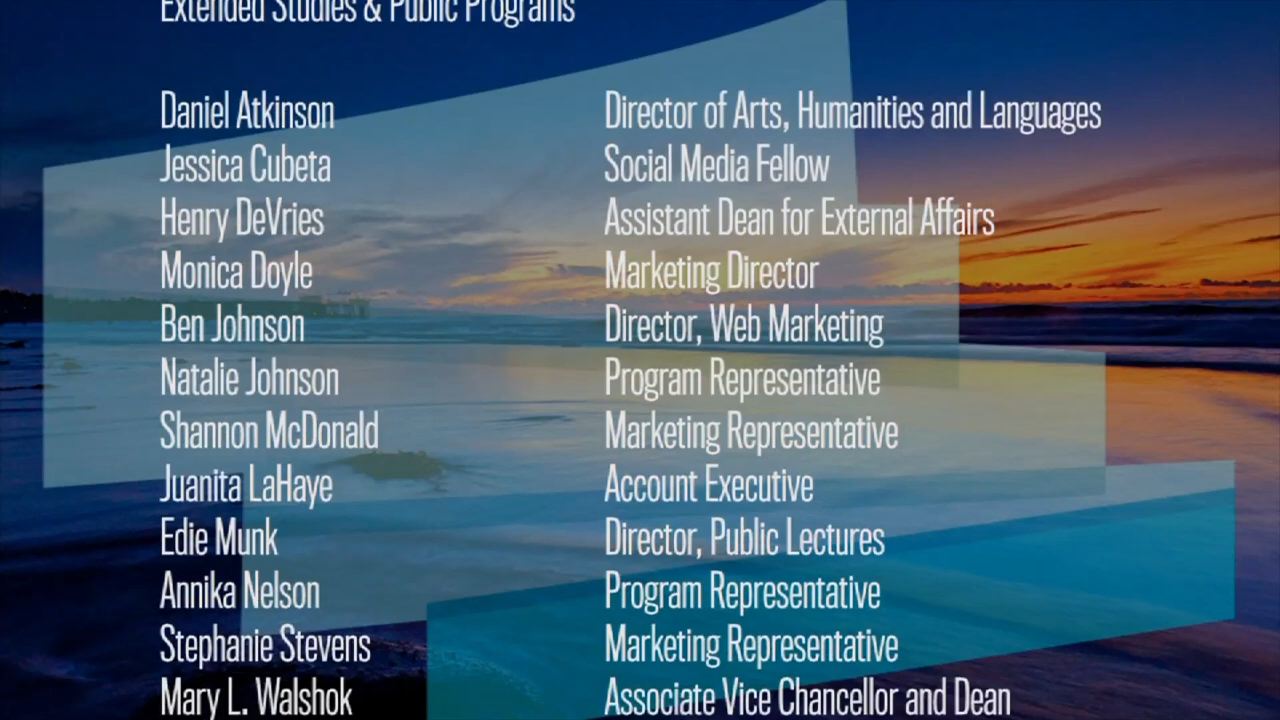 Extended Studies & Public Programs
Daniel Atkinson Director of Arts, Humanities and Languages
Jessica Cubeta Social Media Fellow
Henry DeVries Assistant Dean for External Affairs
Monica Doyle Marketing Director
Ben Johnson Director, Web Marketing
Natalie Johnson Program Representative
Shannon McDonald Marketing Representative
Juanita LaHaye Account Executive
Edie Munk Director, Public Lectures
Annika Nelson Program Representative
Stephanie Stevens Marketing Representative
Mary L. Walshok Associate Vice Chancellor and Dean